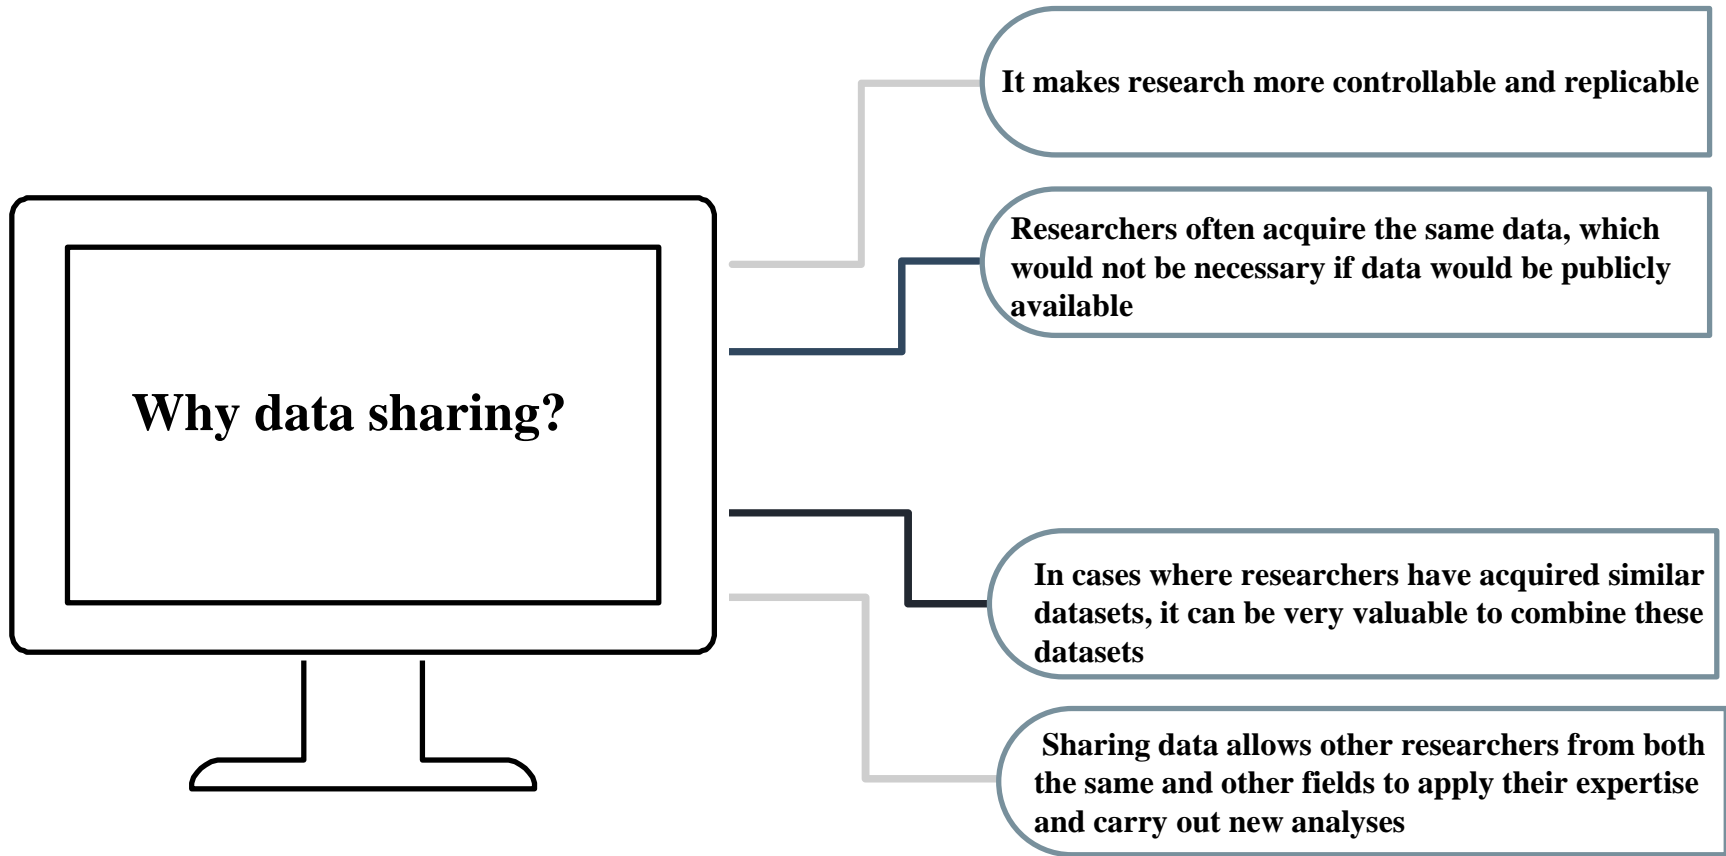 Why data sharing?
It makes research more controllable and replicable
Researchers often acquire the same data, which
would not be necessary if data would be publicly
available
In cases where researchers have acquired similar
datasets, it can be very valuable to combine these
datasets
Sharing data allows other researchers from both
the same and other fields to apply their expertise
and carry out new analyses